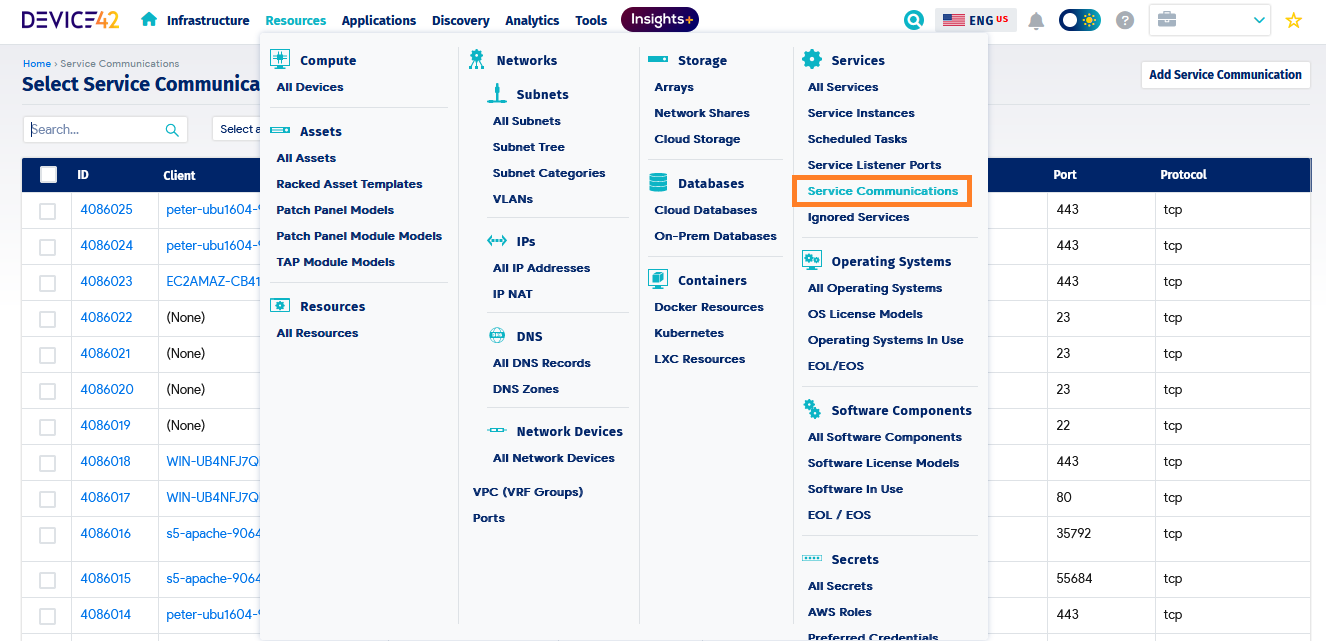 DEVICE42
Infrastructure
Resources
Applications
Discovery
Analytics
Tools
Insights+
ENG US
?
Home › Service Communications
Select Service Communica
Add Service Communication
Search...
Select a
ID
Client
Port
Protocol
4086025
peter-ubu1604-
443
tcp
4086024
peter-ubu1604-
443
tcp
4086023
EC2AMAZ-CB41
443
tcp
4086022
(None)
23
tcp
4086021
(None)
23
tcp
4086020
(None)
23
tcp
4086019
(None)
22
tcp
4086018
WIN-UB4NFJ7Q
443
tcp
4086017
WIN-UB4NFJ7Q
80
tcp
4086016
s5-apache-9064
35792
tcp
4086015
s5-apache-9064
55684
tcp
4086014
peter-ubu1604-
443
tcp
Compute
All Devices
Assets
All Assets
Racked Asset Templates
Patch Panel Models
Patch Panel Module Models
TAP Module Models
Resources
All Resources
Networks
Subnets
All Subnets
Subnet Tree
Subnet Categories
VLANs
IPs
All IP Addresses
IP NAT
DNS
DNS
All DNS Records
DNS Zones
Network Devices
All Network Devices
VPC (VRF Groups)
Ports
Storage
Arrays
Network Shares
Cloud Storage
Databases
Cloud Databases
On-Prem Databases
Containers
Docker Resources
Kubernetes
LXC Resources
Services
All Services
Service Instances
Scheduled Tasks
Service Listener Ports
Service Communications
Ignored Services
Operating Systems
All Operating Systems
OS License Models
Operating Systems In Use
EOL/EOS
Software Components
All Software Components
Software License Models
Software In Use
EOL / EOS
Secrets
All Secrets
AWS Roles
Preferred Credentials